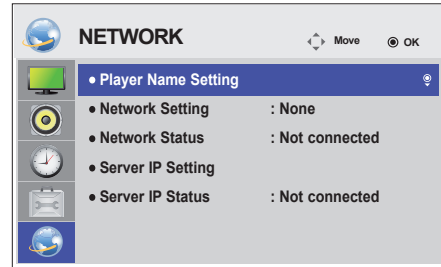 NETWORK Move OK
● Player Name Setting
● Network Setting : None
● Network Status : Not connected
● Server IP Setting
● Server IP Status : Not connected